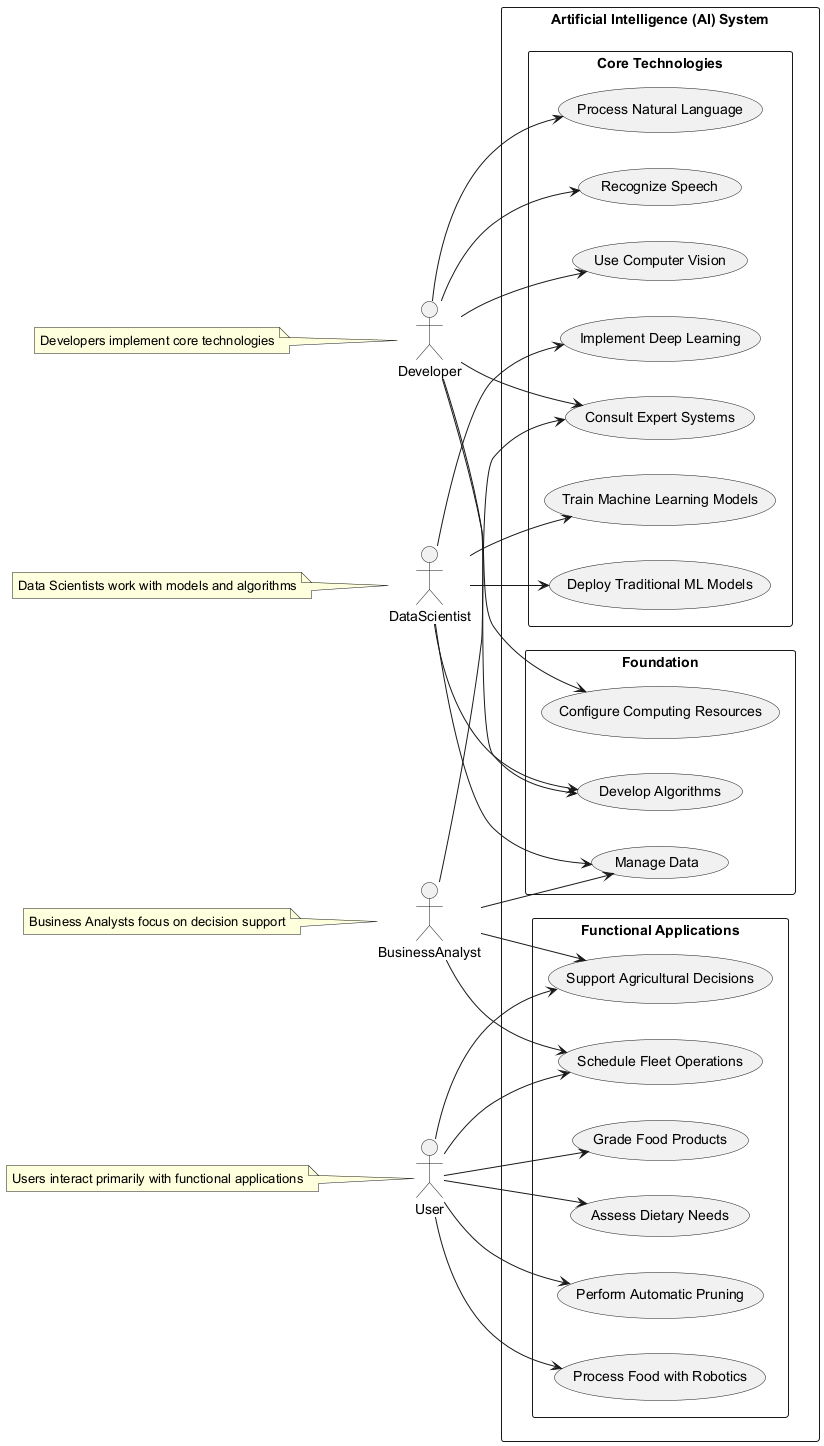 Artificial Intelligence (AI) System
Core Technologies
Process Natural Language
Recognize Speech
Use Computer Vision
Implement Deep Learning
Consult Expert Systems
Train Machine Learning Models
Deploy Traditional ML Models
Developers implement core technologies
Developer
Data Scientists work with models and algorithms
DataScientist
Foundation
Configure Computing Resources
Develop Algorithms
Manage Data
Business Analysts focus on decision support
BusinessAnalyst
Functional Applications
Support Agricultural Decisions
Schedule Fleet Operations
Grade Food Products
Assess Dietary Needs
Perform Automatic Pruning
Process Food with Robotics
Users interact primarily with functional applications
User